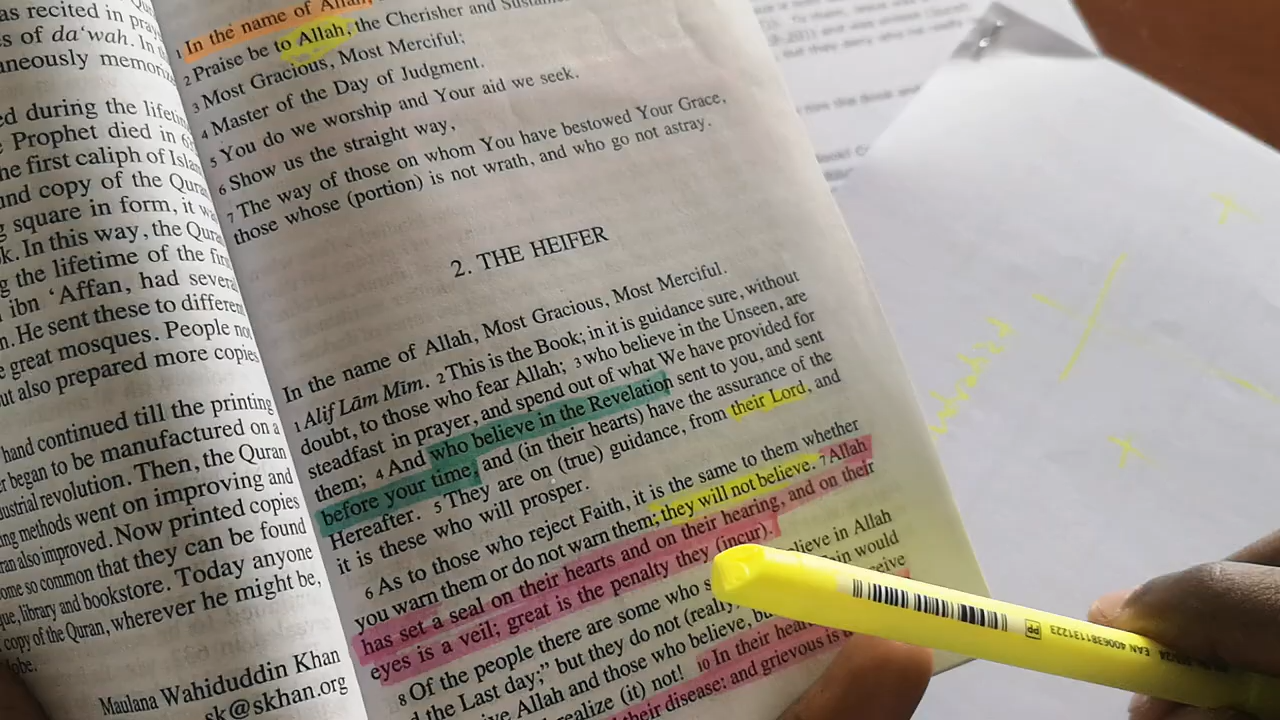 as recited in
s of da'wah. In
aneously
ed during the
Prophet died in
he first caliph of
und copy of the
square in form, it
k. In this way, the
g the lifetime of the
ibn 'Affan, had
n. He sent these to different
e great mosques. People
ut also prepared more copies
hand continued till the printing
began to be manufactured on a
revolution. Then, the Quran
ing methods went on improving and
also improved. Now printed copies
ome so common that they can be found
library and bookstore. Today anyone
copy of the Quran, wherever he might be,
Maulana Wahiduddin Khan
sk@skhan.org
1 In the name of Allah,
2 Praise be to Allah, the Cherisher and
3 Most Gracious, Most Merciful;
4 Master of the Day of Judgment.
5 You do we worship and Your aid we seek.
6 Show us the straight way,
7 The way of those on whom You have bestowed Your Grace,
those whose (portion) is not wrath, and who go not astray.
2. THE HEIFER
In the name of Allah, Most Gracious, Most Merciful.
1 Alif Lām Mīm. 2 This is the Book; in it is guidance sure, without
doubt, to those who fear Allah; 3 who believe in the Unseen, are
steadfast in prayer, and spend out of what We have provided for
them; 4 And who believe in the Revelation sent to you, and sent
before your time, and (in their hearts) have the assurance of the
Hereafter. 5 They are on (true) guidance, from their Lord, and
it is these who will prosper.
6 As to those who reject Faith, it is the same to them whether
you warn them or do not warn them; they will not believe. 7 Allah
has set a seal on their hearts and on their hearing, and on their
eyes is a veil; great is the penalty they (incur).
8 Of the people there are some who believe in Allah
the Last day;" but they do not (really) would
Allah and those who believe,
realize (it) not! 10 In their
their disease: and grievous is
PP
EAN 4006381131223